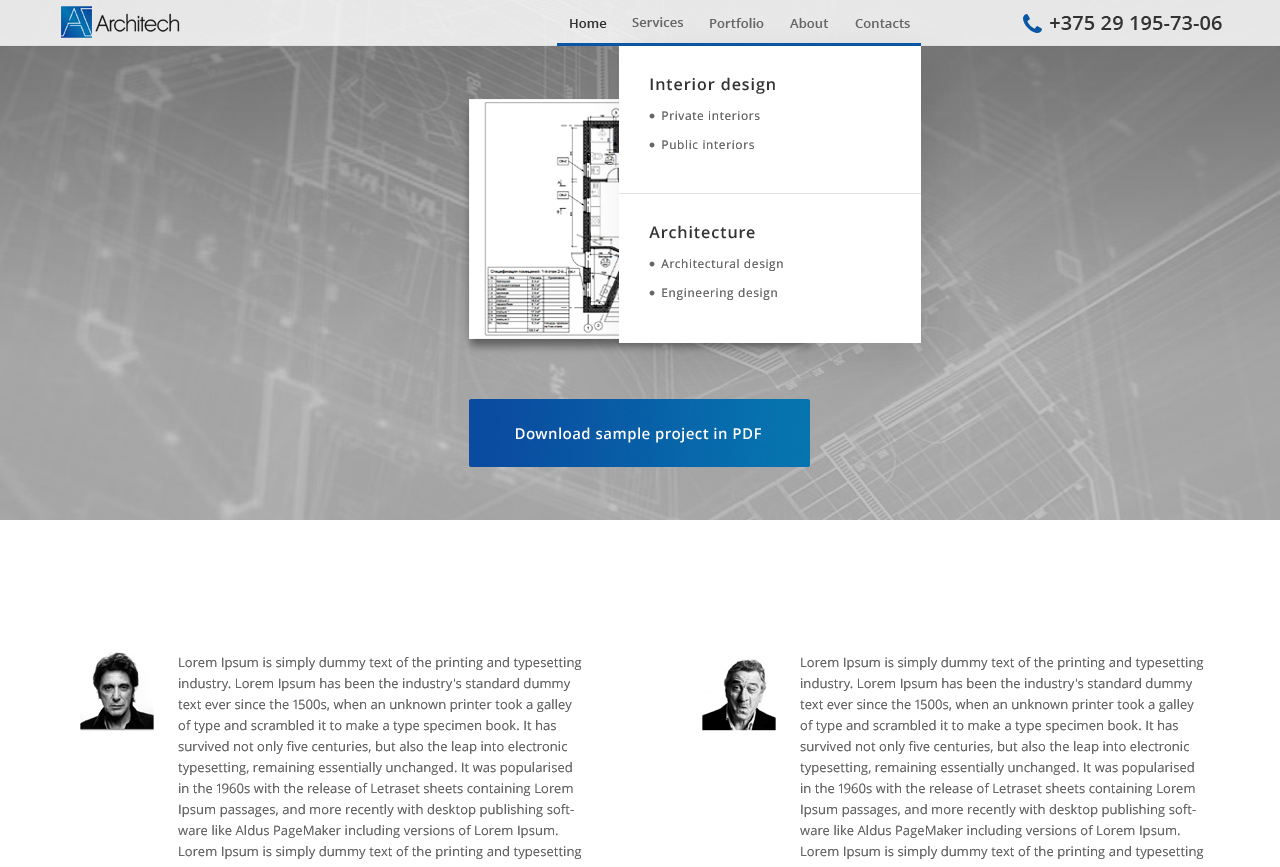 Architech
Home Services Portfolio About Contacts
+375 29 195-73-06
Interior design
Private interiors
Public interiors
Architecture
Architectural design
Engineering design
Download sample project in PDF
Lorem Ipsum is simply dummy text of the printing and typesetting
industry. Lorem Ipsum has been the industry's standard dummy
text ever since the 1500s, when an unknown printer took a galley
of type and scrambled it to make a type specimen book. It has
survived not only five centuries, but also the leap into electronic
typesetting, remaining essentially unchanged. It was popularised
in the 1960s with the release of Letraset sheets containing Lorem
Ipsum passages, and more recently with desktop publishing soft-
ware like Aldus PageMaker including versions of Lorem Ipsum.
Lorem Ipsum is simply dummy text of the printing and typesetting
Lorem Ipsum is simply dummy text of the printing and typesetting
industry. Lorem Ipsum has been the industry's standard dummy
text ever since the 1500s, when an unknown printer took a galley
of type and scrambled it to make a type specimen book. It has
survived not only five centuries, but also the leap into electronic
typesetting, remaining essentially unchanged. It was popularised
in the 1960s with the release of Letraset sheets containing Lorem
Ipsum passages, and more recently with desktop publishing soft-
ware like Aldus PageMaker including versions of Lorem Ipsum.
Lorem Ipsum is simply dummy text of the printing and typesetting